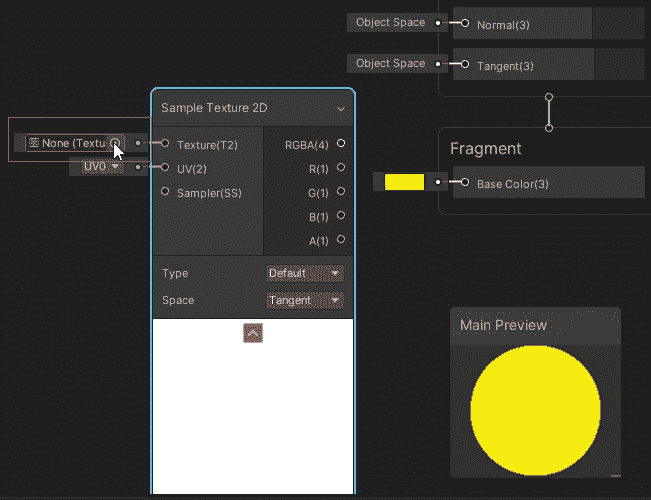 Object Space
Normal(3)
Object Space
Tangent(3)
Sample Texture 2D
None (Textu
Texture(T2)
RGBA(4)
UV0
UV(2)
R(1)
Sampler(SS)
G(1)
B(1)
A(1)
Type
Default
Space
Tangent
Fragment
Base Color(3)
Main Preview